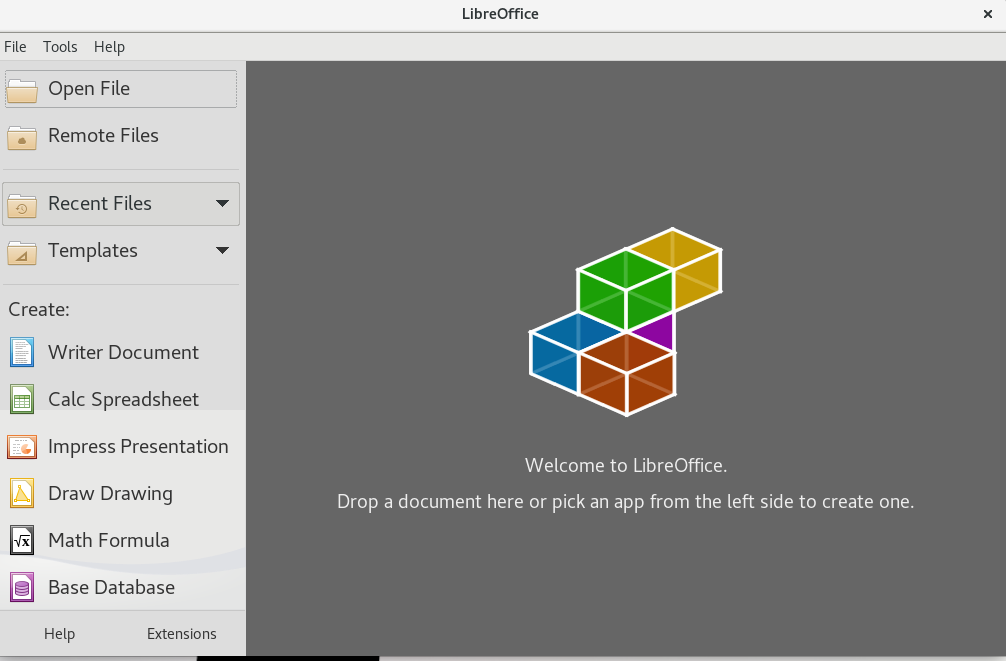 LibreOffice
File Tools Help
Open File
Remote Files
Recent Files
Templates
Create:
Writer Document
Calc Spreadsheet
Impress Presentation
Draw Drawing
√x Math Formula
Base Database
Help Extensions
Welcome to LibreOffice.
Drop a document here or pick an app from the left side to create one.